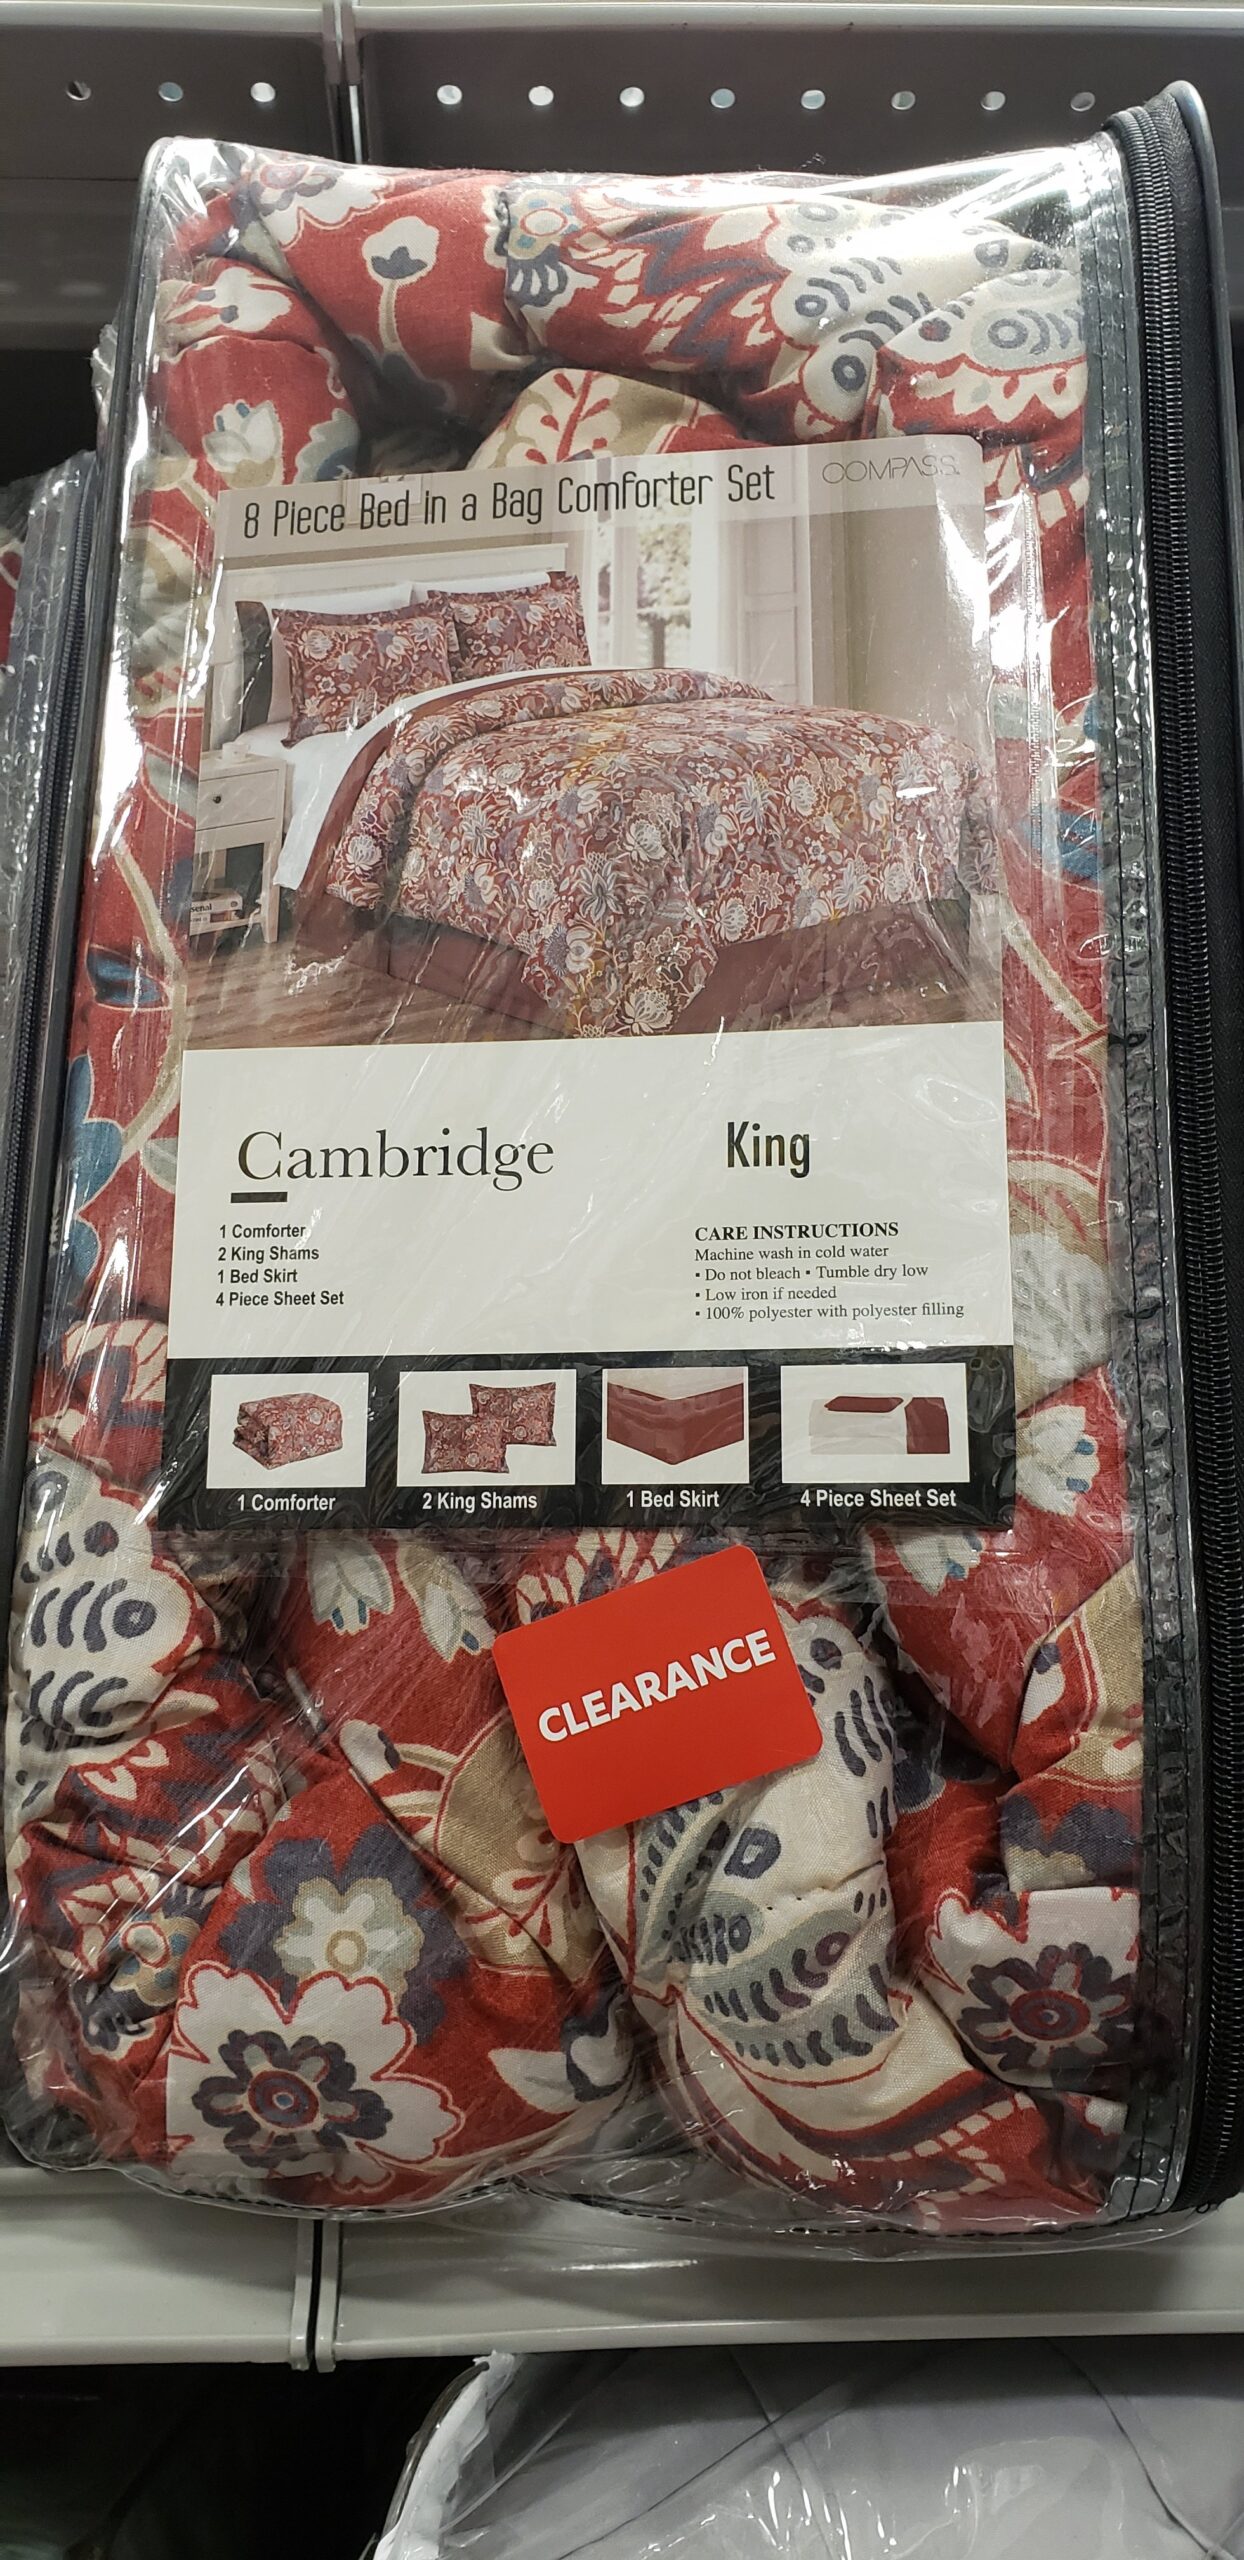 8 Piece Bed in a Bag Comforter Set
COMPASS
Cambridge
King
1 Comforter
2 King Shams
1 Bed Skirt
4 Piece Sheet Set
CARE INSTRUCTIONS
Machine wash in cold water
▪ Do not bleach ▪ Tumble dry low
▪ Low iron if needed
▪ 100% polyester with polyester filling
1 Comforter
2 King Shams
1 Bed Skirt
4 Piece Sheet Set
CLEARANCE